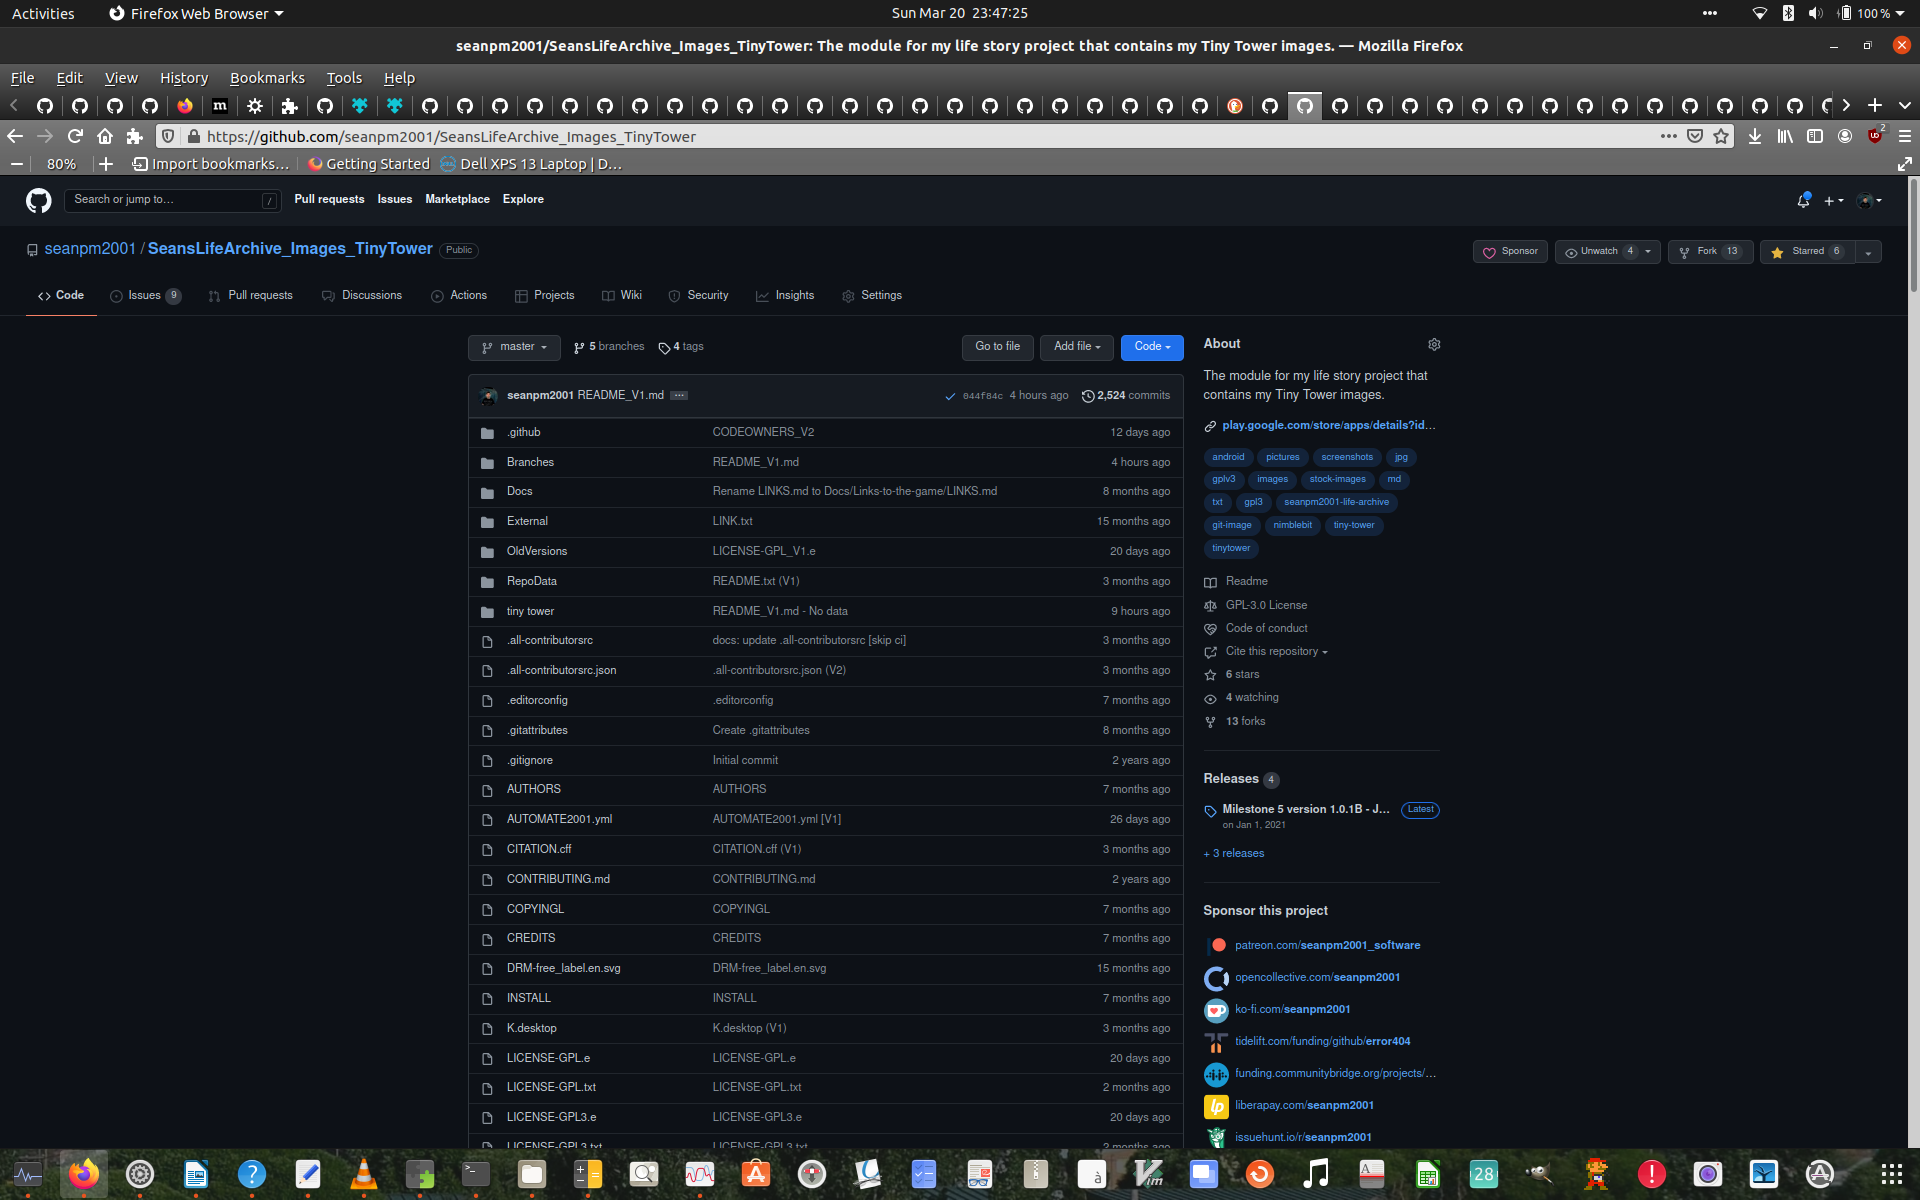 Activities
Firefox Web Browser
Sun Mar 20  23:47:25
100 %
seanpm2001/SeansLifeArchive_Images_TinyTower: The module for my life story project that contains my Tiny Tower images. — Mozilla Firefox
File Edit View History Bookmarks Tools Help
https://github.com/seanpm2001/SeansLifeArchive_Images_TinyTower
2
80%
Import bookmarks…
Getting Started
Dell XPS 13 Laptop | D…
Search or jump to…
/
Pull requests Issues Marketplace Explore
seanpm2001 / SeansLifeArchive_Images_TinyTower Public
Sponsor
Unwatch 4
Fork 13
Starred 6
Code
Issues 9
Pull requests
Discussions
Actions
Projects
Wiki
Security
Insights
Settings
master
5 branches
4 tags
Go to file
Add file
Code
seanpm2001 README_V1.md
044f84c 4 hours ago
2,524 commits
.github CODEOWNERS_V2 12 days ago
Branches README_V1.md 4 hours ago
Docs Rename LINKS.md to Docs/Links-to-the-game/LINKS.md 8 months ago
External LINK.txt 15 months ago
OldVersions LICENSE-GPL_V1.e 20 days ago
RepoData README.txt (V1) 3 months ago
tiny tower README_V1.md - No data 9 hours ago
.all-contributorsrc docs: update .all-contributorsrc [skip ci] 3 months ago
.all-contributorsrc.json .all-contributorsrc.json (V2) 3 months ago
.editorconfig .editorconfig 7 months ago
.gitattributes Create .gitattributes 8 months ago
.gitignore Initial commit 2 years ago
AUTHORS AUTHORS 7 months ago
AUTOMATE2001.yml AUTOMATE2001.yml [V1] 26 days ago
CITATION.cff CITATION.cff (V1) 3 months ago
CONTRIBUTING.md CONTRIBUTING.md 2 years ago
COPYINGL COPYINGL 7 months ago
CREDITS CREDITS 7 months ago
DRM-free_label.en.svg DRM-free_label.en.svg 15 months ago
INSTALL INSTALL 7 months ago
K.desktop K.desktop (V1) 3 months ago
LICENSE-GPL.e LICENSE-GPL.e 20 days ago
LICENSE-GPL.txt LICENSE-GPL.txt 2 months ago
LICENSE-GPL3.e LICENSE-GPL3.e 20 days ago
LICENSE-GPL3.txt LICENSE-GPL3.txt 2 months ago
About
The module for my life story project that
contains my Tiny Tower images.
play.google.com/store/apps/details?id…
android pictures screenshots jpg
gplv3 images stock-images md
txt gpl3 seanpm2001-life-archive
git-image nimblebit tiny-tower
tinytower
Readme
GPL-3.0 License
Code of conduct
Cite this repository
6 stars
4 watching
13 forks
Releases 4
Milestone 5 version 1.0.1B - J… Latest
on Jan 1, 2021
+ 3 releases
Sponsor this project
patreon.com/seanpm2001_software
opencollective.com/seanpm2001
ko-fi.com/seanpm2001
tidelift.com/funding/github/error404
funding.communitybridge.org/projects/…
liberapay.com/seanpm2001
issuehunt.io/r/seanpm2001
28